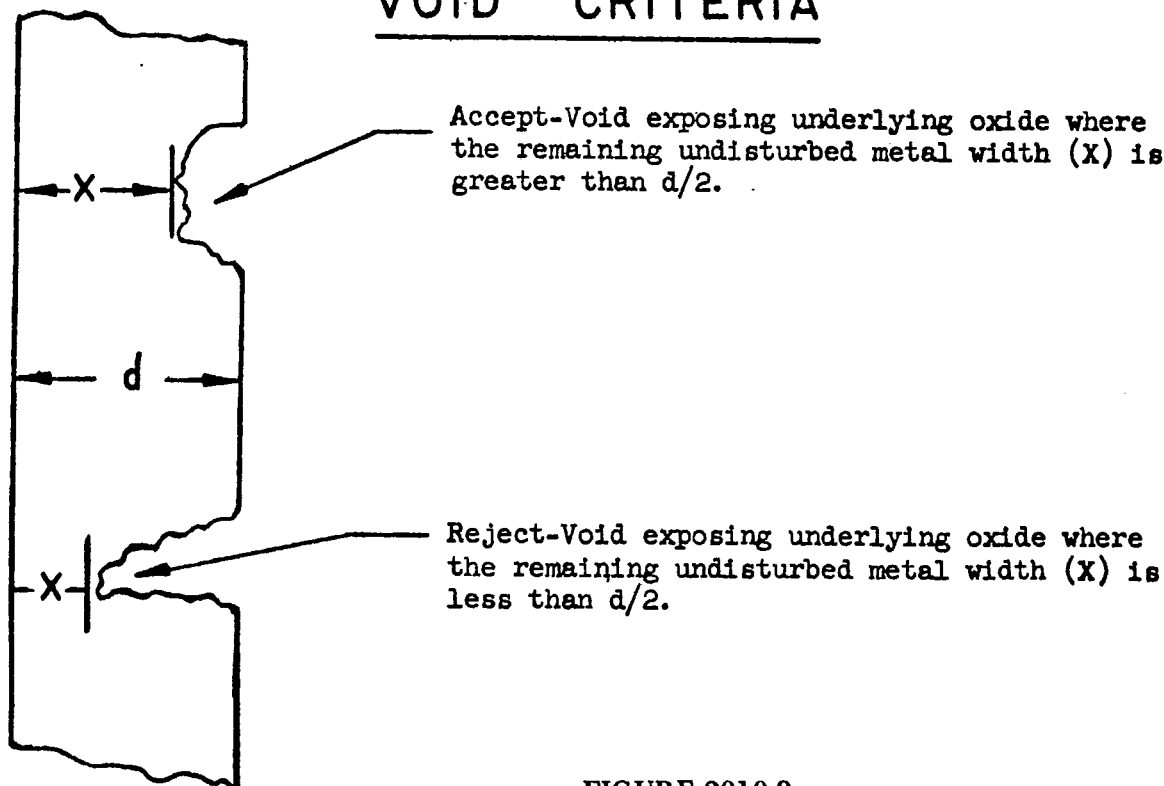 VOID CRITERIA
Accept-Void exposing underlying oxide where
the remaining undisturbed metal width (X) is
greater than d/2.
X
d
Reject-Void exposing underlying oxide where
the remaining undisturbed metal width (X) is
less than d/2.
X